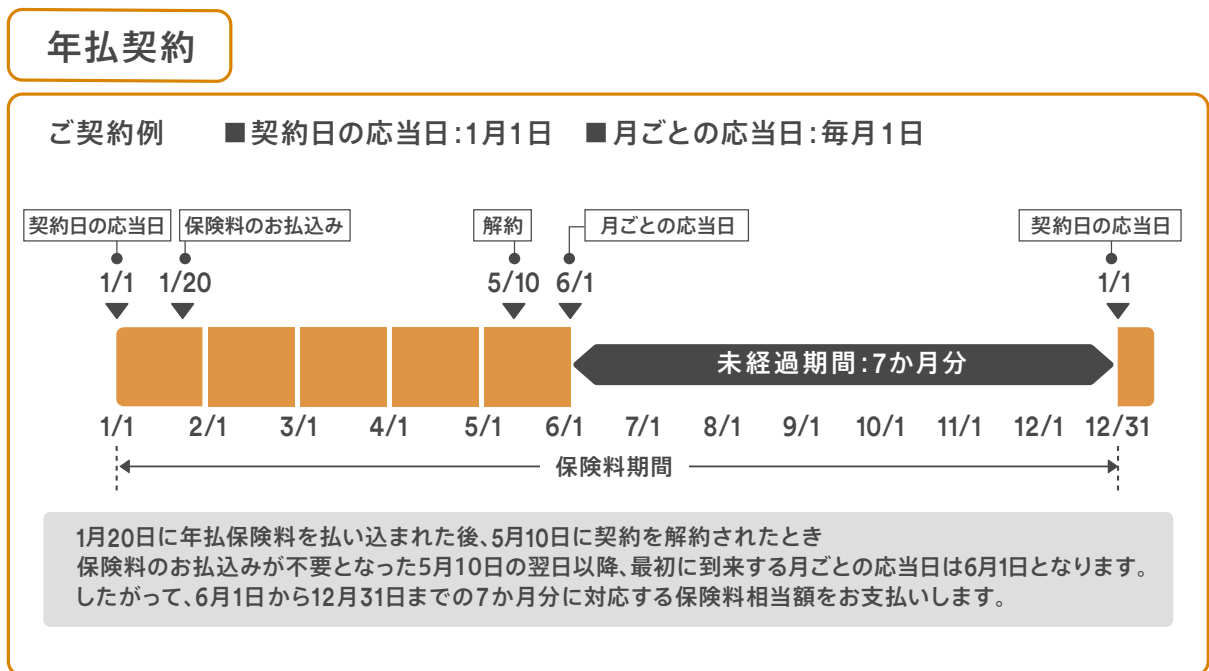 年払契約
ご契約例 ■契約日の応当日:1月1日 ■月ごとの応当日:毎月1日
契約日の応当日 保険料のお払込み 解約 月ごとの応当日 契約日の応当日
1/1 1/20 5/10 6/1 1/1
未経過期間:7か月分
1/1 2/1 3/1 4/1 5/1 6/1 7/1 8/1 9/1 10/1 11/1 12/1 12/31
保険料期間
1月20日に年払保険料を払い込まれた後、5月10日に契約を解約されたとき
保険料のお払込みが不要となった5月10日の翌日以降、最初に到来する月ごとの応当日は6月1日となります。
したがって、6月1日から12月31日までの7か月分に対応する保険料相当額をお支払いします。